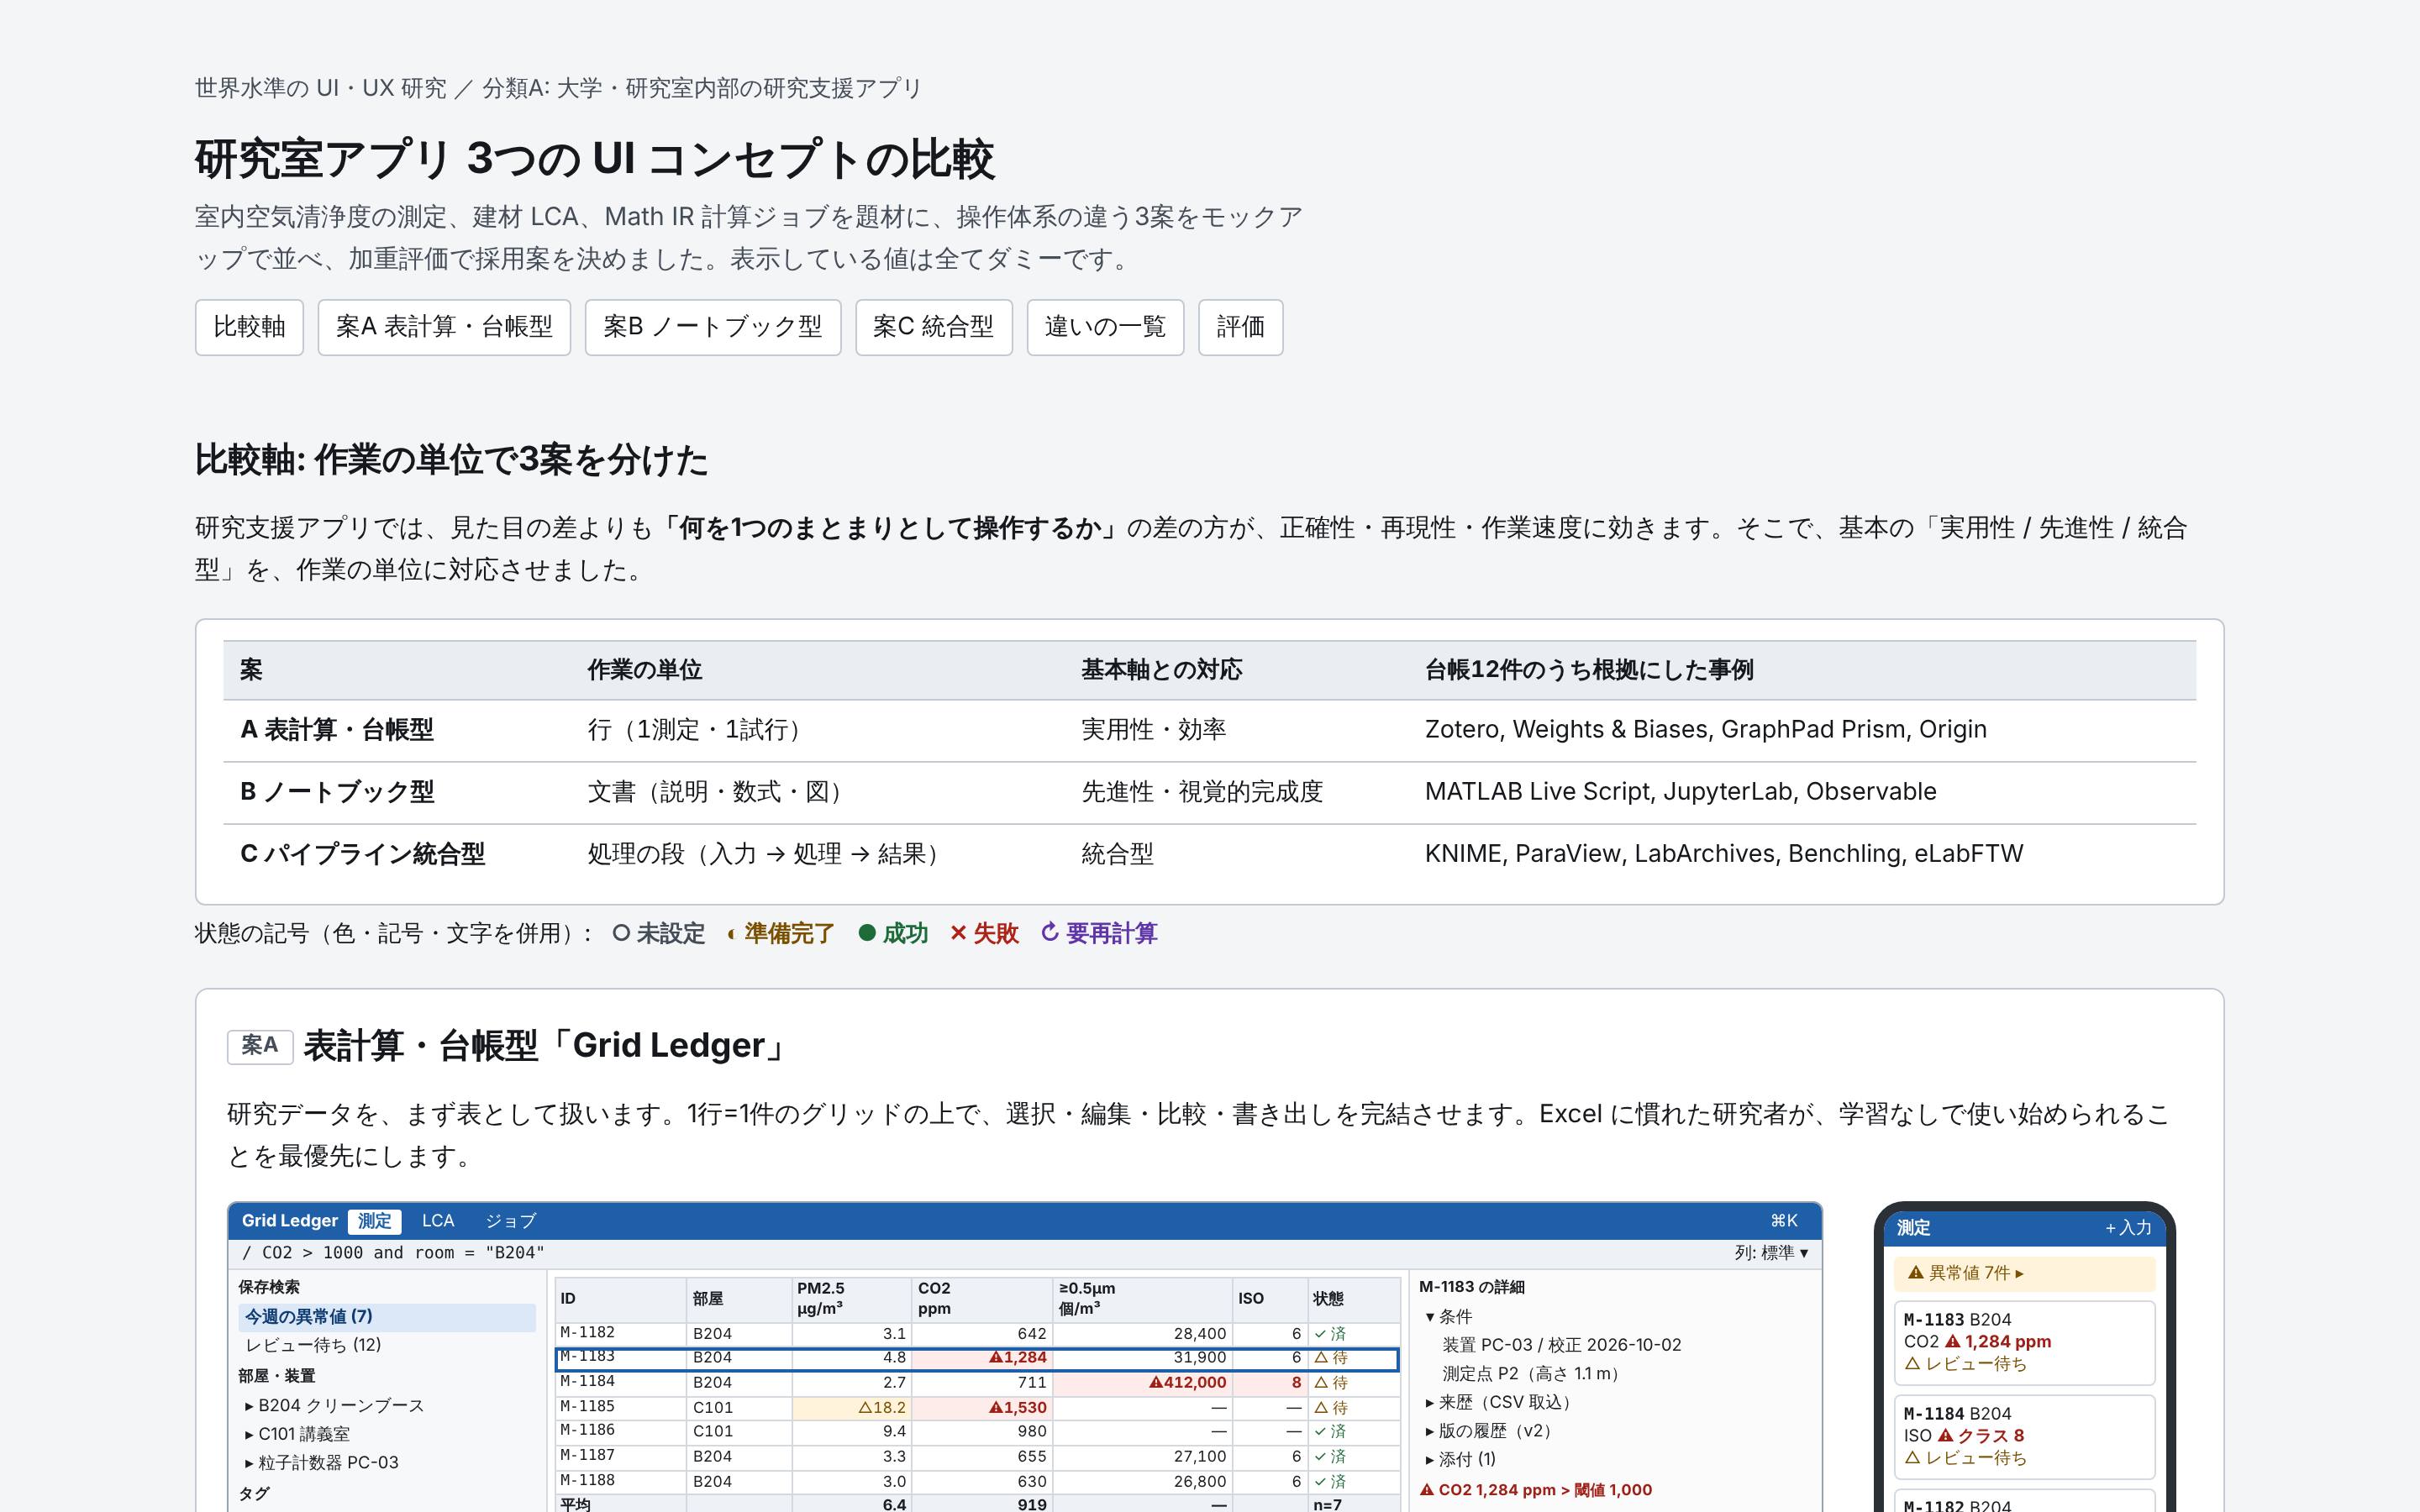 世界水準の UI・UX 研究 ／ 分類A: 大学・研究室内部の研究支援アプリ
研究室アプリ 3つの UI コンセプトの比較
室内空気清浄度の測定、建材 LCA、Math IR 計算ジョブを題材に、操作体系の違う3案をモックア
ップで並べ、加重評価で採用案を決めました。表示している値は全てダミーです。
比較軸 案A 表計算・台帳型 案B ノートブック型 案C 統合型 違いの一覧 評価
比較軸: 作業の単位で3案を分けた
研究支援アプリでは、見た目の差よりも「何を1つのまとまりとして操作するか」の差の方が、正確性・再現性・作業速度に効きます。そこで、基本の「実用性 / 先進性 / 統合
型」を、作業の単位に対応させました。
案 作業の単位 基本軸との対応 台帳12件のうち根拠にした事例
A 表計算・台帳型 行（1測定・1試行） 実用性・効率 Zotero, Weights & Biases, GraphPad Prism, Origin
B ノートブック型 文書（説明・数式・図） 先進性・視覚的完成度 MATLAB Live Script, JupyterLab, Observable
C パイプライン統合型 処理の段（入力 → 処理 → 結果） 統合型 KNIME, ParaView, LabArchives, Benchling, eLabFTW
状態の記号（色・記号・文字を併用）: ○ 未設定 ◖ 準備完了 ● 成功 ✕ 失敗 ↻ 要再計算
案A 表計算・台帳型「Grid Ledger」
研究データを、まず表として扱います。1行=1件のグリッドの上で、選択・編集・比較・書き出しを完結させます。Excel に慣れた研究者が、学習なしで使い始められるこ
とを最優先にします。
Grid Ledger 測定 LCA ジョブ ⌘K
/ CO2 > 1000 and room = "B204" 列: 標準 ▾
保存検索
今週の異常値 (7)
レビュー待ち (12)
部屋・装置
▸ B204 クリーンブース
▸ C101 講義室
▸ 粒子計数器 PC-03
タグ
ID 部屋 PM2.5 µg/m³ CO2 ppm ≥0.5µm 個/m³ ISO 状態
M-1182 B204 3.1 642 28,400 6 ✓ 済
M-1183 B204 4.8 ▲1,284 31,900 6 △ 待
M-1184 B204 2.7 711 ▲412,000 8 △ 待
M-1185 C101 △18.2 ▲1,530 — — △ 待
M-1186 C101 9.4 980 — — ✓ 済
M-1187 B204 3.3 655 27,100 6 ✓ 済
M-1188 B204 3.0 630 26,800 6 ✓ 済
平均 6.4 919 — n=7
M-1183 の詳細
▾ 条件
装置 PC-03 / 校正 2026-10-02
測定点 P2（高さ 1.1 m）
▸ 来歴（CSV 取込）
▸ 版の履歴（v2）
▸ 添付 (1)
▲ CO2 1,284 ppm > 閾値 1,000
測定 ＋入力
▲ 異常値 7件 ▸
M-1183 B204
CO2 ▲ 1,284 ppm
△ レビュー待ち
M-1184 B204
ISO ▲ クラス 8
△ レビュー待ち
M-1182 B204